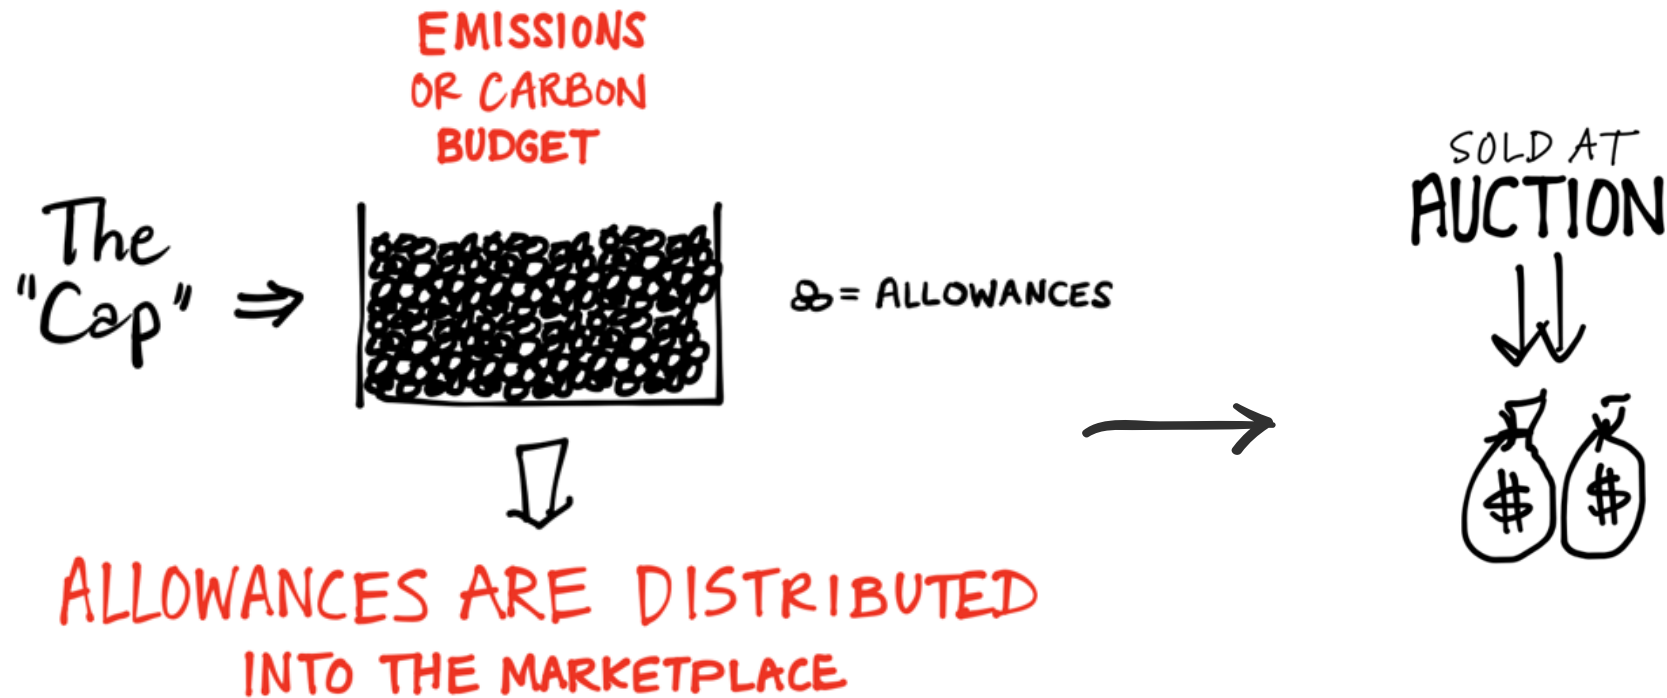 EMISSIONS
OR CARBON
BUDGET
The
"Cap"
= ALLOWANCES
ALLOWANCES ARE DISTRIBUTED
INTO THE MARKETPLACE
SOLD AT
AUCTION
$ $